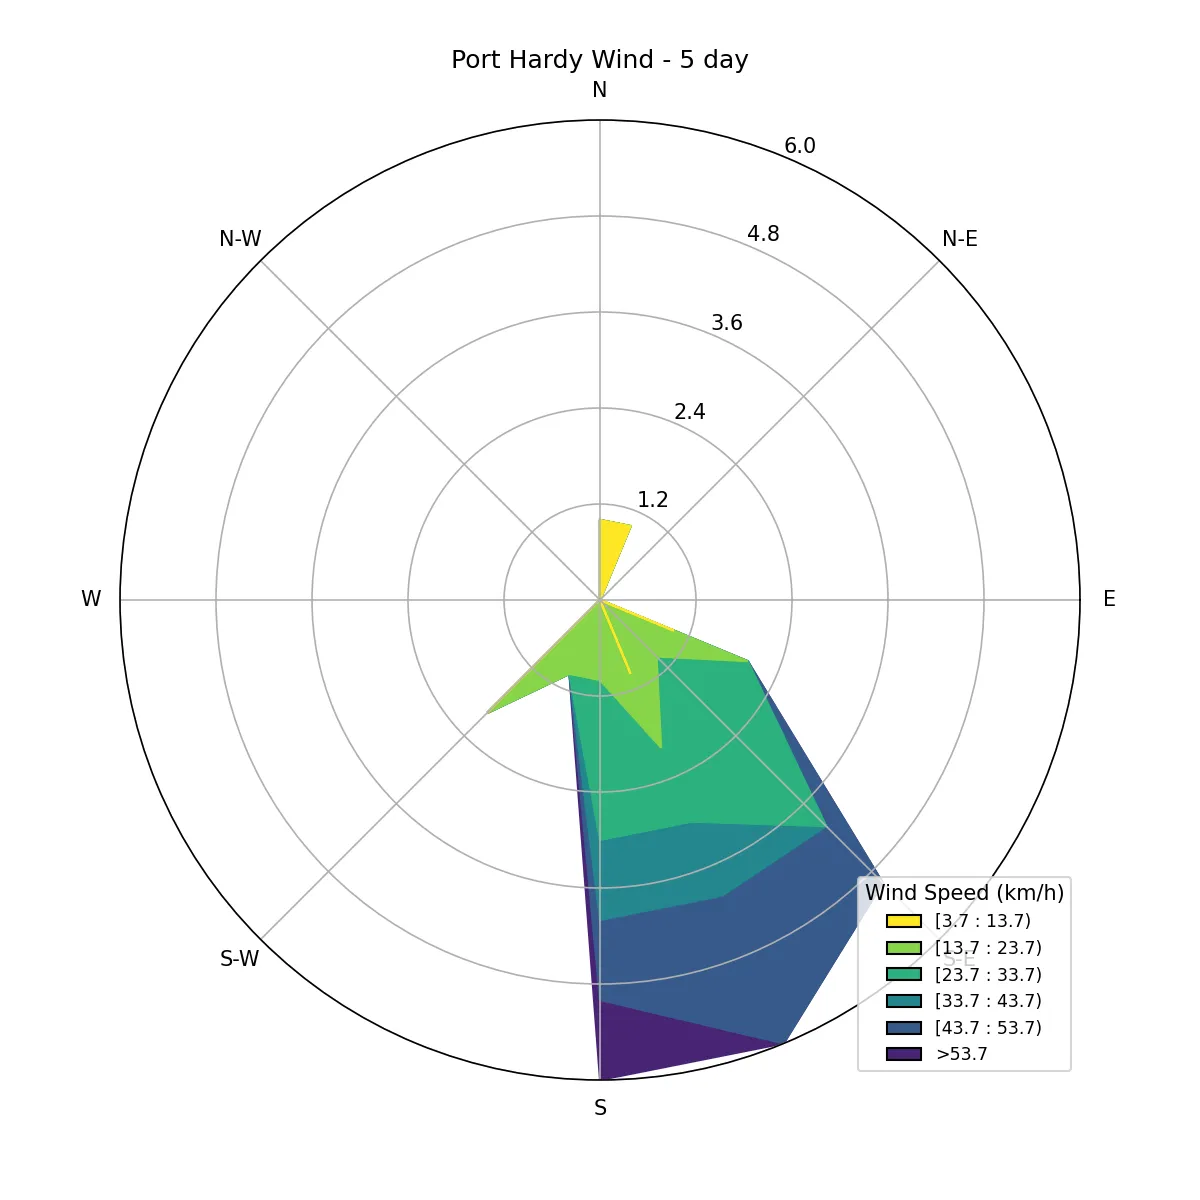 Port Hardy Wind - 5 day
N
6.0
4.8
N-W
N-E
3.6
2.4
1.2
W
E
Wind Speed (km/h)
[3.7 : 13.7)
[13.7 : 23.7)
S-W
S-E
[23.7 : 33.7)
[33.7 : 43.7)
[43.7 : 53.7)
>53.7
S